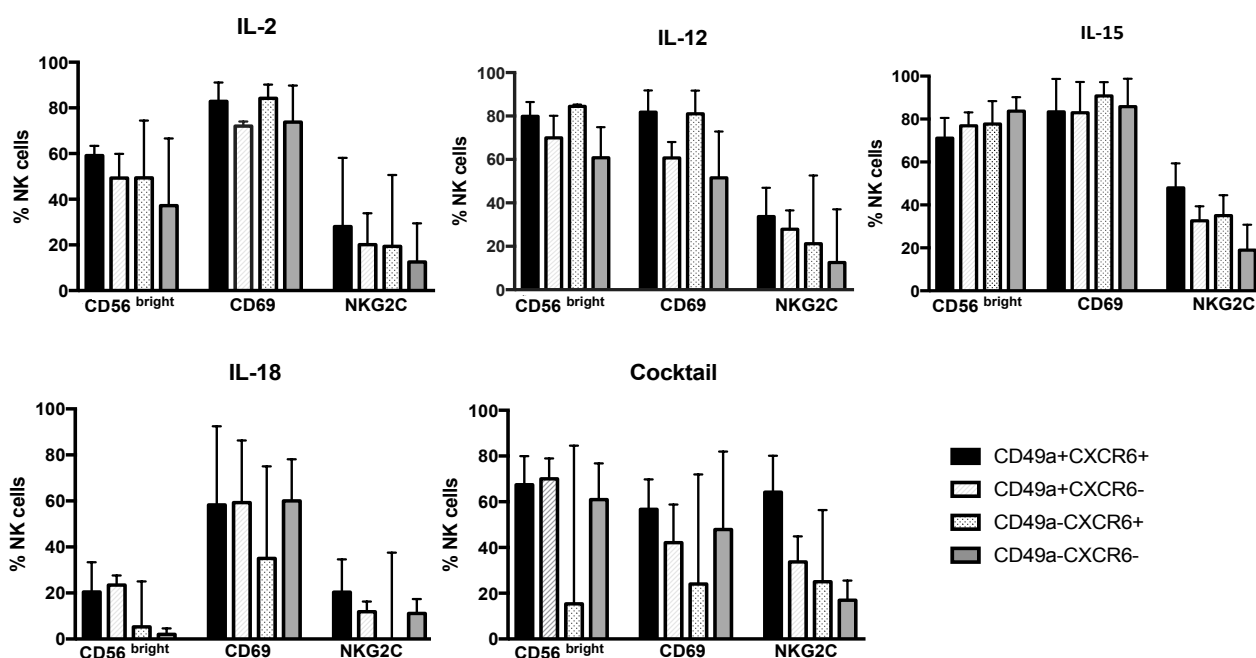 IL-2
% NK cells
80
60
40
20
0
CD56 bright
CD69
NKG2C
100
IL-12
% NK cells
100
80
60
40
20
0
CD56 bright
CD69
NKG2C
IL-15
% NK cells
100
80
60
40
20
0
CD56 bright
CD69
NKG2C
IL-18
% NK cells
100
80
60
40
20
0
CD56 bright
CD69
NKG2C
Cocktail
% NK cells
100
80
60
40
20
0
CD56 bright
CD69
NKG2C
CD49a+CXCR6+
CD49a+CXCR6-
CD49a-CXCR6+
CD49a-CXCR6-